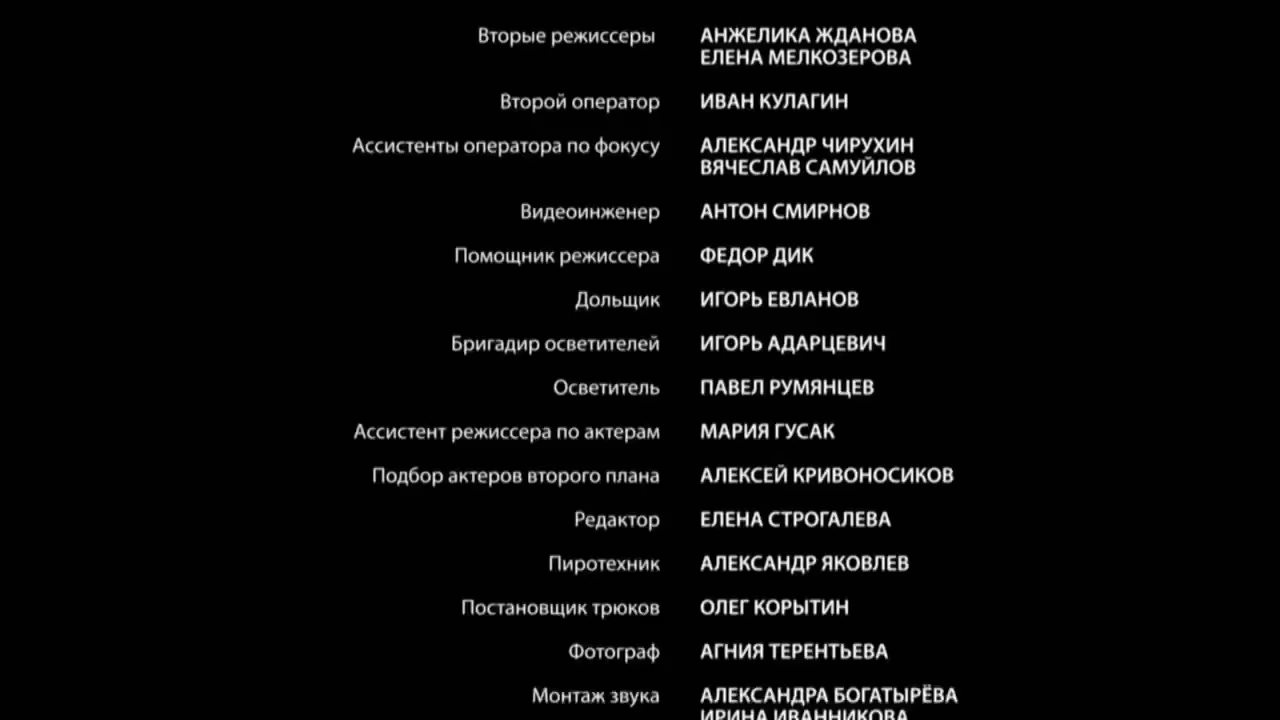 Вторые режиссеры АНЖЕЛИКА ЖДАНОВА
ЕЛЕНА МЕЛКОЗЕРОВА
Второй оператор ИВАН КУЛАГИН
Ассистенты оператора по фокусу АЛЕКСАНДР ЧИРУХИН
ВЯЧЕСЛАВ САМУЙЛОВ
Видеоинженер АНТОН СМИРНОВ
Помощник режиссера ФЕДОР ДИК
Дольщик ИГОРЬ ЕВЛАНОВ
Бригадир осветителей ИГОРЬ АДАРЦЕВИЧ
Осветитель ПАВЕЛ РУМЯНЦЕВ
Ассистент режиссера по актерам МАРИЯ ГУСАК
Подбор актеров второго плана АЛЕКСЕЙ КРИВОНОСИКОВ
Редактор ЕЛЕНА СТРОГАЛЕВА
Пиротехник АЛЕКСАНДР ЯКОВЛЕВ
Постановщик трюков ОЛЕГ КОРЫТИН
Фотограф АГНИЯ ТЕРЕНТЬЕВА
Монтаж звука АЛЕКСАНДРА БОГАТЫРЁВА
ИРИНА ИВАННИКОВА